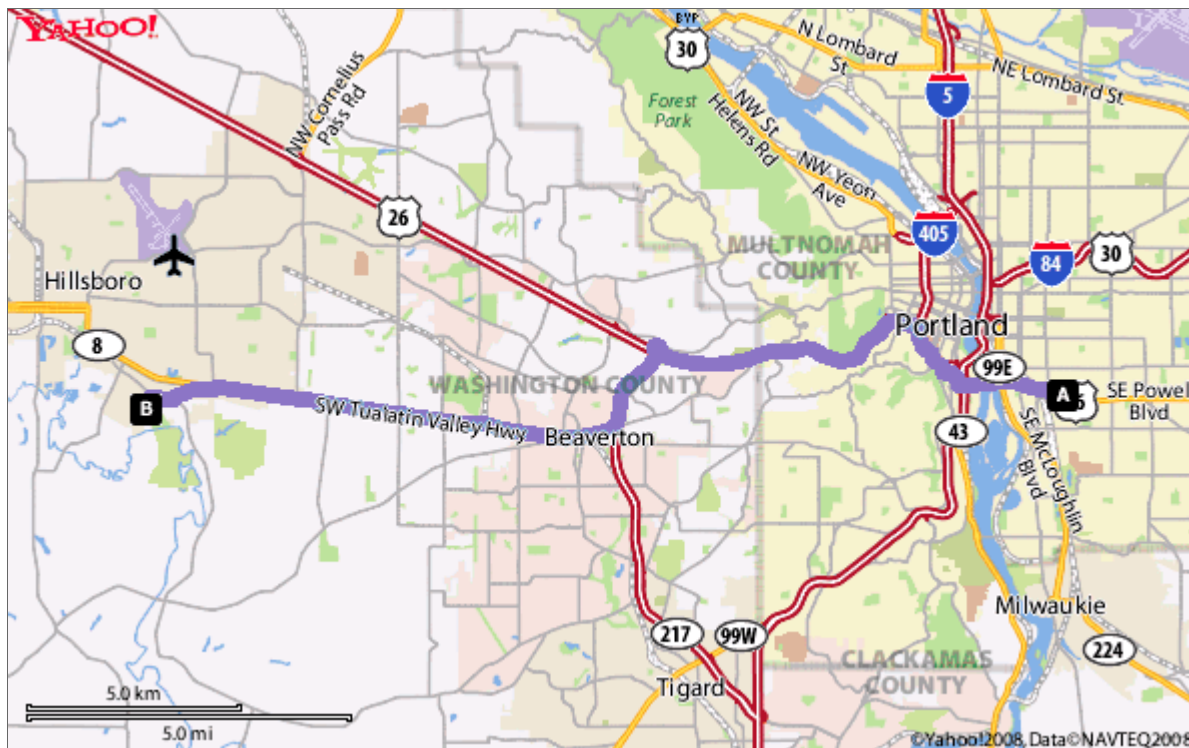 YAHOO!
BYP
30
N Lombard
St
NE Lombard St.
5
NW Cornelius
Pass Rd
Forest
Park
NW St
Helens Rd
NW Yeon
Ave
26
405
MULTNOMAH
COUNTY
84
30
Hillsboro
8
Portland
99E
WASHINGTON COUNTY
B
A
6
SE Powell
Blvd
SW Tualatin Valley Hwy
Beaverton
43
SE McLoughlin
Blvd
Milwaukie
217
99W
224
CLACKAMAS
COUNTY
Tigard
5.0 km
5.0 mi
©Yahoo!2008, Data©NAVTEQ2008